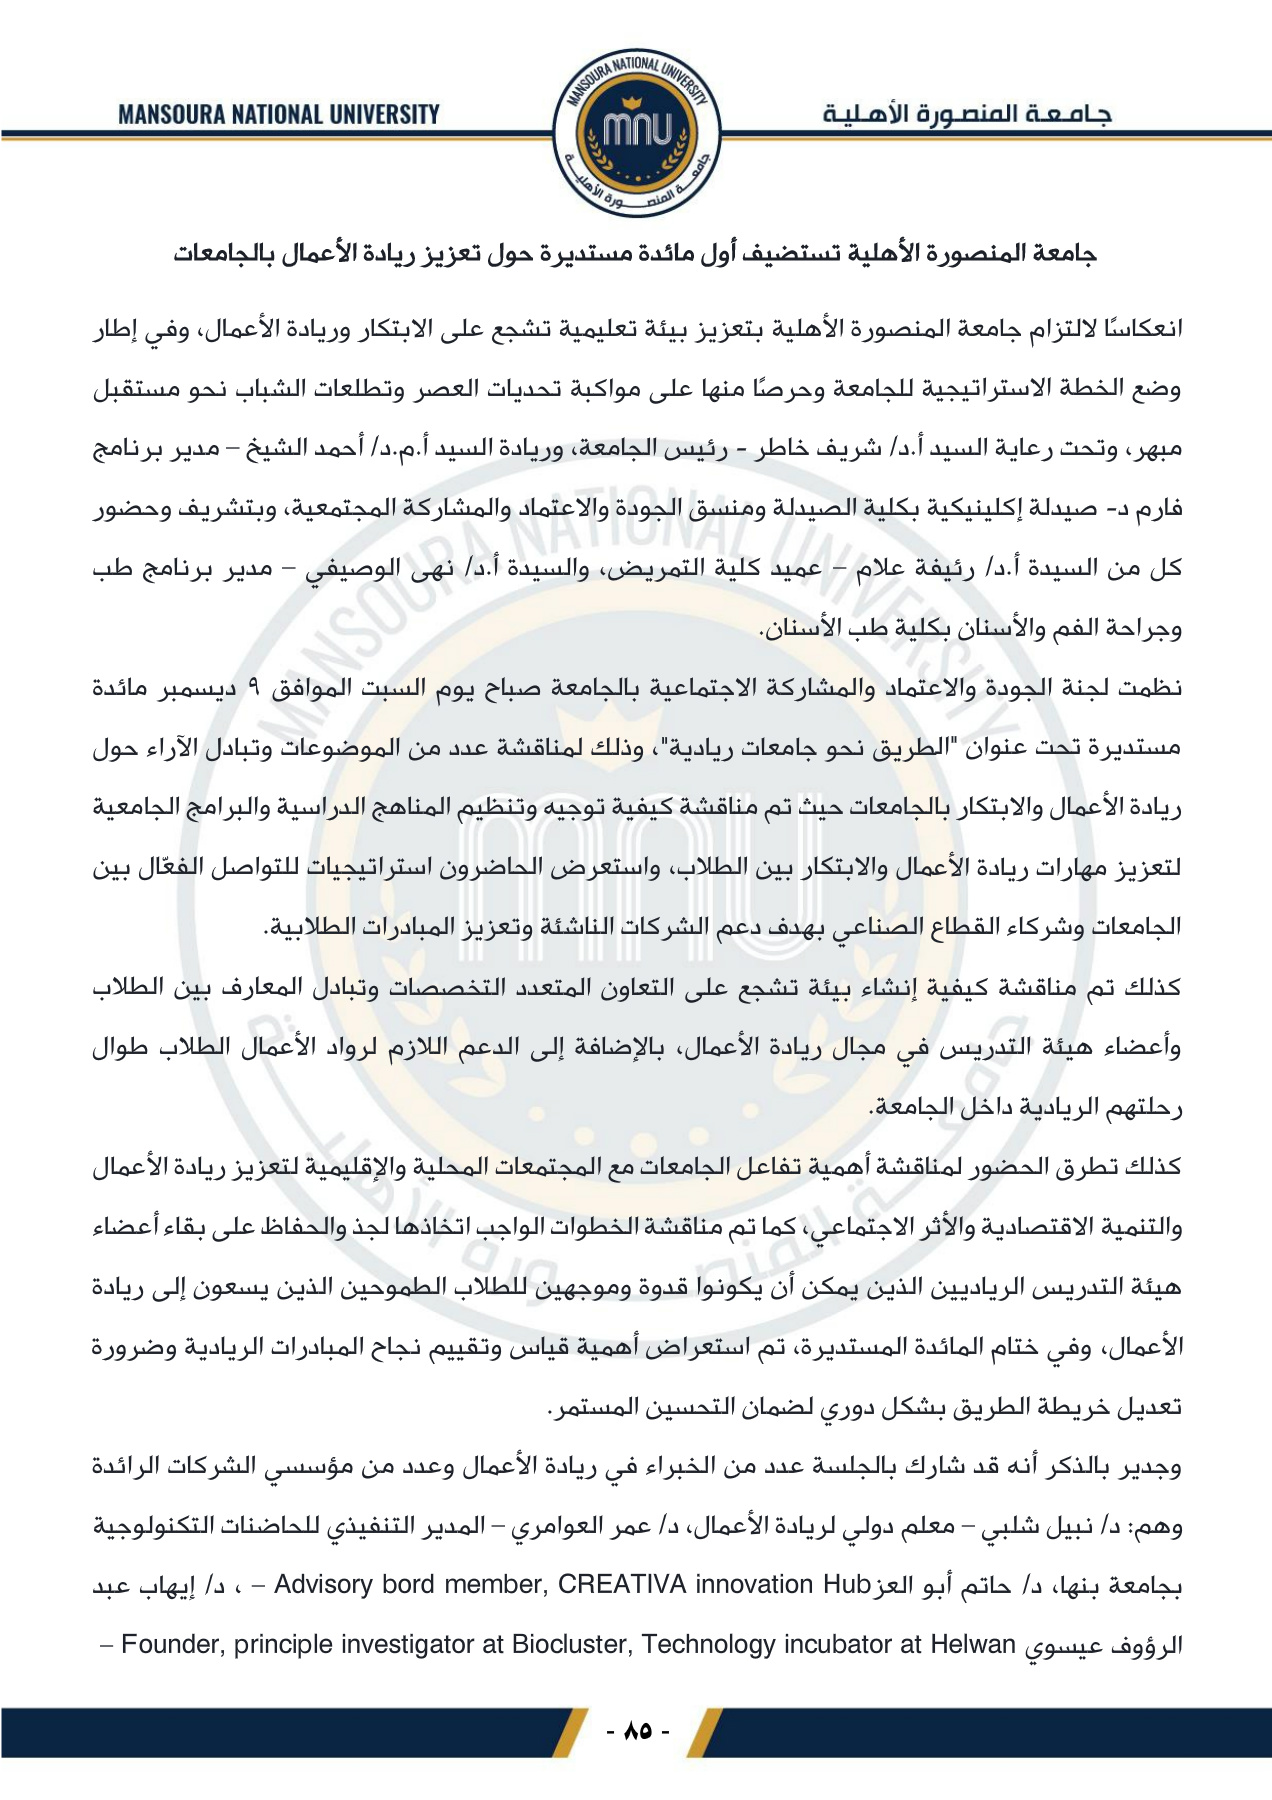 MANSOURA NATIONAL UNIVERSITY
جامعة المنصورة الأهلية
MANSOURA NATIONAL UNIVERSITY
mnu
جامعة المنصورة الأهلية
جامعة المنصورة الأهلية تستضيف أول مائدة مستديرة حول تعزيز ريادة الأعمال بالجامعات
انعكاسًا لالتزام جامعة المنصورة الأهلية بتعزيز بيئة تعليمية تشجع على الابتكار وريادة الأعمال، وفي إطار
وضع الخطة الاستراتيجية للجامعة وحرصًا منها على مواكبة تحديات العصر وتطلعات الشباب نحو مستقبل
مبهر، وتحت رعاية السيد أ.د/ شريف خاطر - رئيس الجامعة، وريادة السيد أ.م.د/ أحمد الشيخ – مدير برنامج
فارم د- صيدلة إكلينيكية بكلية الصيدلة ومنسق الجودة والاعتماد والمشاركة المجتمعية، وبتشريف وحضور
كل من السيدة أ.د/ رئيفة علام – عميد كلية التمريض، والسيدة أ.د/ نهى الوصيفي – مدير برنامج طب
وجراحة الفم والأسنان بكلية طب الأسنان.
نظمت لجنة الجودة والاعتماد والمشاركة الاجتماعية بالجامعة صباح يوم السبت الموافق ٩ ديسمبر مائدة
مستديرة تحت عنوان "الطريق نحو جامعات ريادية"، وذلك لمناقشة عدد من الموضوعات وتبادل الآراء حول
ريادة الأعمال والابتكار بالجامعات حيث تم مناقشة كيفية توجيه وتنظيم المناهج الدراسية والبرامج الجامعية
لتعزيز مهارات ريادة الأعمال والابتكار بين الطلاب، واستعرض الحاضرون استراتيجيات للتواصل الفعّال بين
الجامعات وشركاء القطاع الصناعي بهدف دعم الشركات الناشئة وتعزيز المبادرات الطلابية.
كذلك تم مناقشة كيفية إنشاء بيئة تشجع على التعاون المتعدد التخصصات وتبادل المعارف بين الطلاب
وأعضاء هيئة التدريس في مجال ريادة الأعمال، بالإضافة إلى الدعم اللازم لرواد الأعمال الطلاب طوال
رحلتهم الريادية داخل الجامعة.
كذلك تطرق الحضور لمناقشة أهمية تفاعل الجامعات مع المجتمعات المحلية والإقليمية لتعزيز ريادة الأعمال
والتنمية الاقتصادية والأثر الاجتماعي، كما تم مناقشة الخطوات الواجب اتخاذها لجذ والحفاظ على بقاء أعضاء
هيئة التدريس الرياديين الذين يمكن أن يكونوا قدوة وموجهين للطلاب الطموحين الذين يسعون إلى ريادة
الأعمال، وفي ختام المائدة المستديرة، تم استعراض أهمية قياس وتقييم نجاح المبادرات الريادية وضرورة
تعديل خريطة الطريق بشكل دوري لضمان التحسين المستمر.
وجدير بالذكر أنه قد شارك بالجلسة عدد من الخبراء في ريادة الأعمال وعدد من مؤسسي الشركات الرائدة
وهم: د/ نبيل شلبي – معلم دولي لريادة الأعمال، د/ عمر العوامري – المدير التنفيذي للحاضنات التكنولوجية
بجامعة بنها، د/ حاتم أبو العز Advisory bord member, CREATIVA innovation Hub – ، د/ إيهاب عبد
الرؤوف عيسوي Founder, principle investigator at Biocluster, Technology incubator at Helwan –
- ٨٥ -